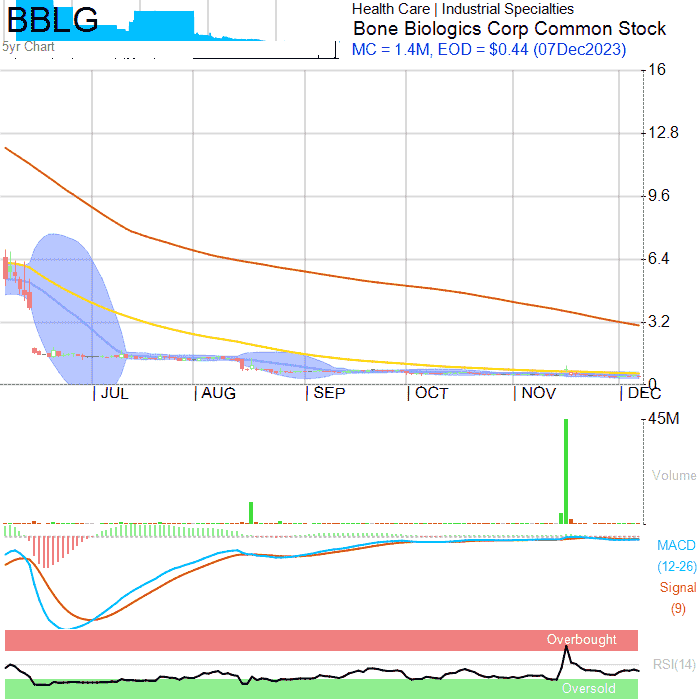 BBLG
Health Care | Industrial Specialties
Bone Biologics Corp Common Stock
5yr Chart
MC = 1.4M, EOD = $0.44 (07Dec2023)
16
12.8
9.6
6.4
3.2
0
JUL AUG SEP OCT NOV DEC
45M
Volume
MACD
(12-26)
Signal
(9)
Overbought
RSI(14)
Oversold